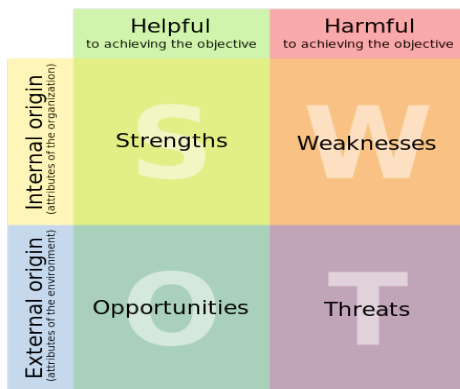 Helpful
to achieving the objective
Harmful
to achieving the objective
Internal origin
(attributes of the organization)
S
Strengths
W
Weaknesses
External origin
(attributes of the environment)
O
Opportunities
T
Threats